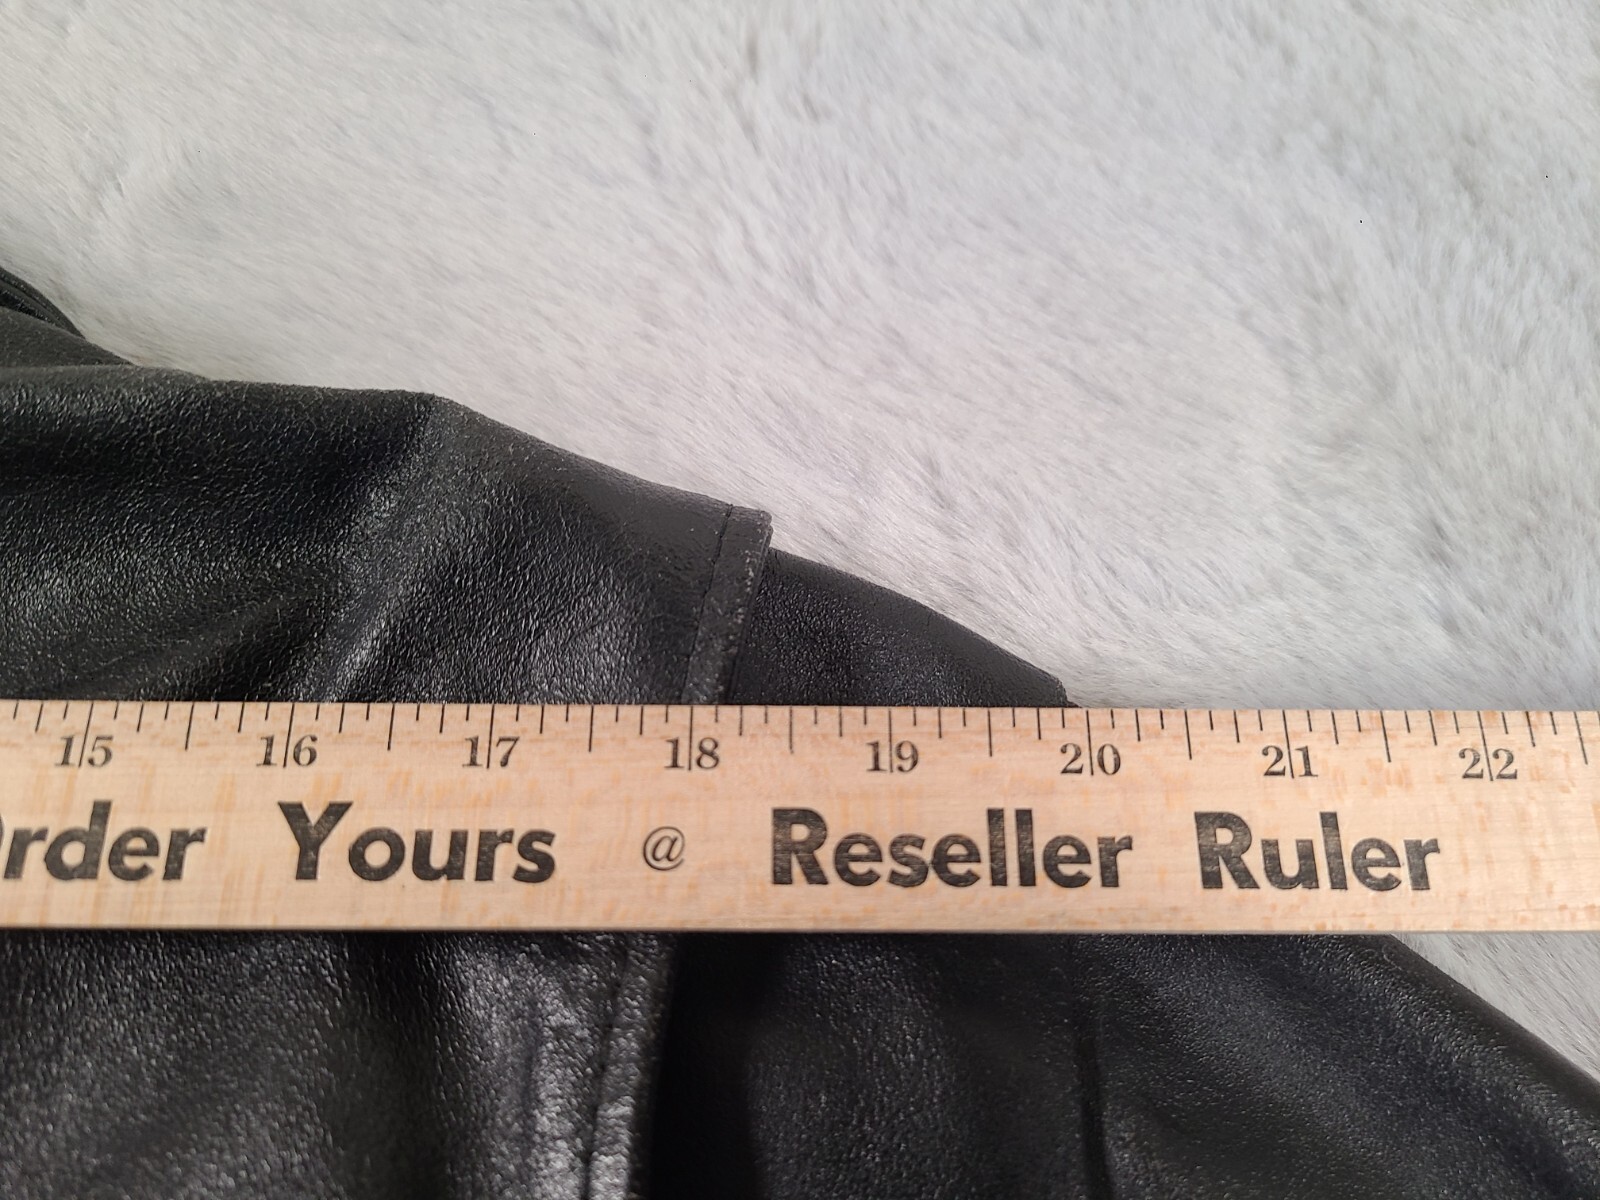 15 16 17 18 19 20 21 22
rder Yours @ Reseller Ruler